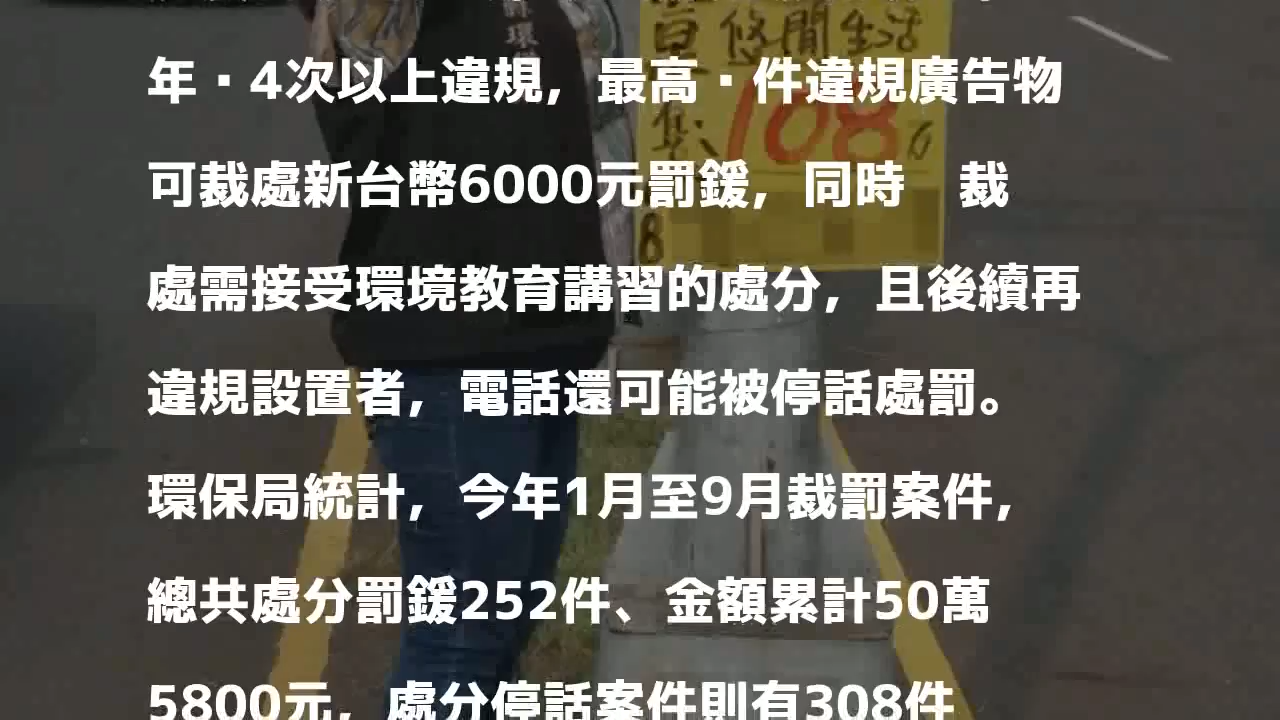 年·4次以上違規，最高·件違規廣告物
可裁處新台幣6000元罰鍰，同時　裁
處需接受環境教育講習的處分，且後續再
違規設置者，電話還可能被停話處罰。
環保局統計，今年1月至9月裁罰案件，
總共處分罰鍰252件、金額累計50萬
5800元，處分停話案件則有308件
悠閒生活
108
8